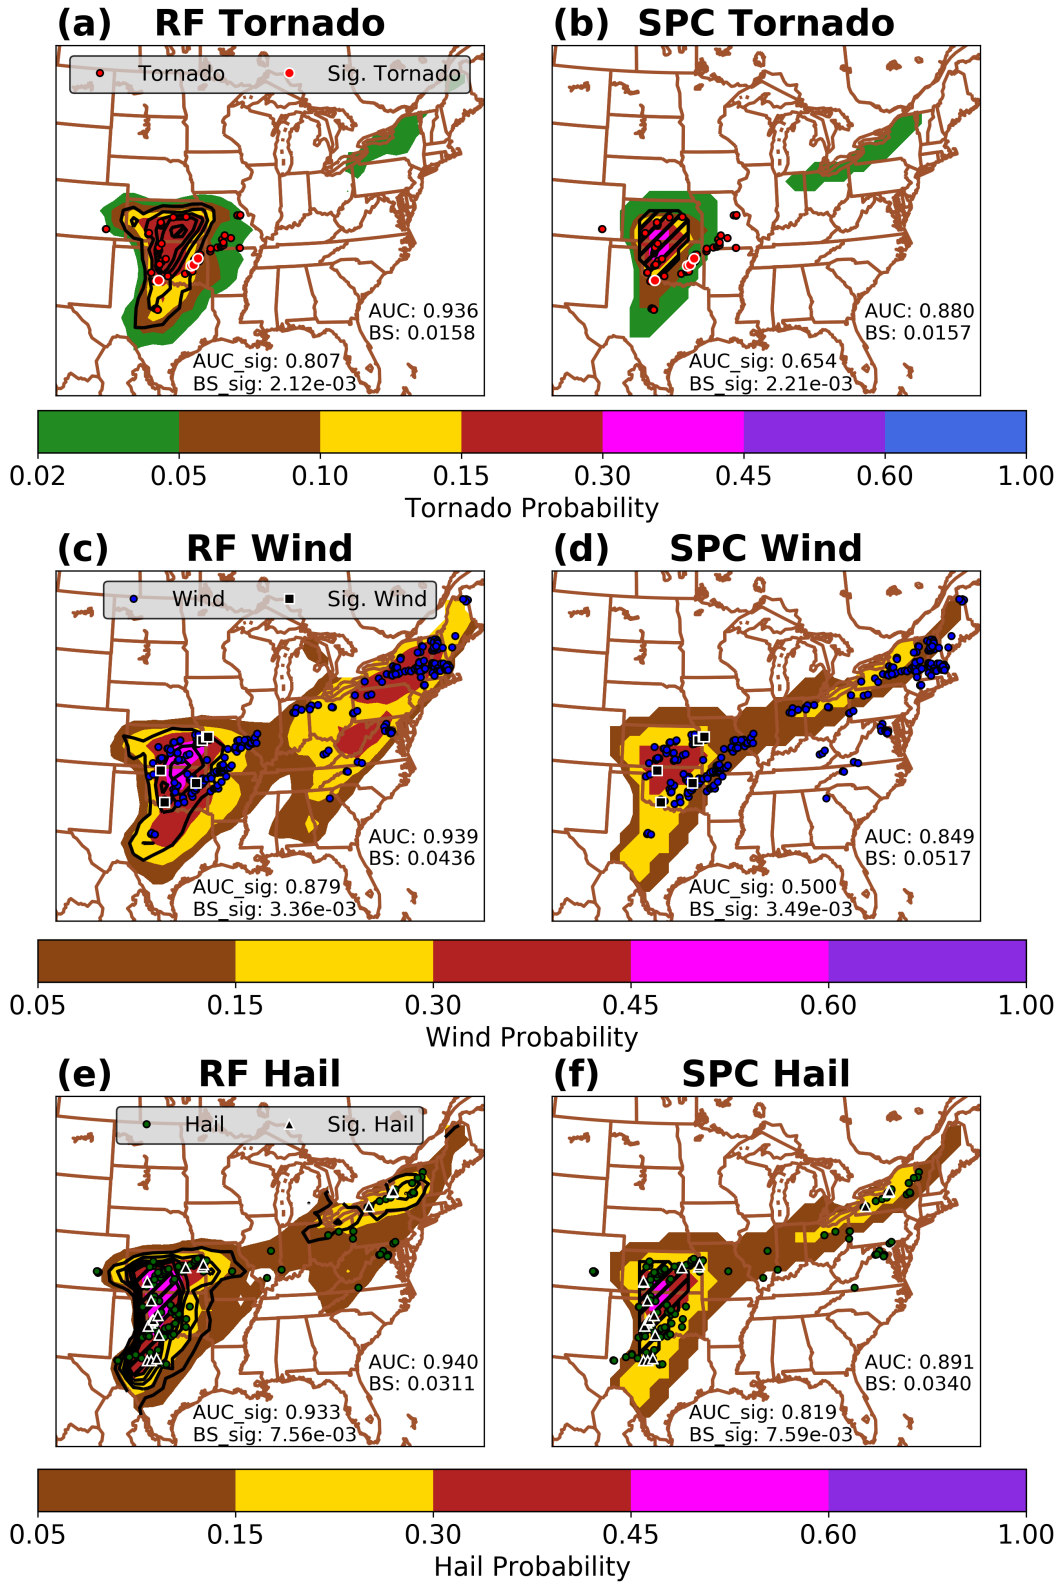 (a) RF Tornado
(b) SPC Tornado
Tornado Sig. Tornado
AUC: 0.936
BS: 0.0158
AUC_sig: 0.807
BS_sig: 2.12e-03
AUC: 0.880
BS: 0.0157
AUC_sig: 0.654
BS_sig: 2.21e-03
0.02 0.05 0.10 0.15 0.30 0.45 0.60 1.00
Tornado Probability
(c) RF Wind
(d) SPC Wind
Wind Sig. Wind
AUC: 0.939
BS: 0.0436
AUC_sig: 0.879
BS_sig: 3.36e-03
AUC: 0.849
BS: 0.0517
AUC_sig: 0.500
BS_sig: 3.49e-03
0.05 0.15 0.30 0.45 0.60 1.00
Wind Probability
(e) RF Hail
(f) SPC Hail
Hail Sig. Hail
AUC: 0.940
BS: 0.0311
AUC_sig: 0.933
BS_sig: 7.56e-03
AUC: 0.891
BS: 0.0340
AUC_sig: 0.819
BS_sig: 7.59e-03
0.05 0.15 0.30 0.45 0.60 1.00
Hail Probability